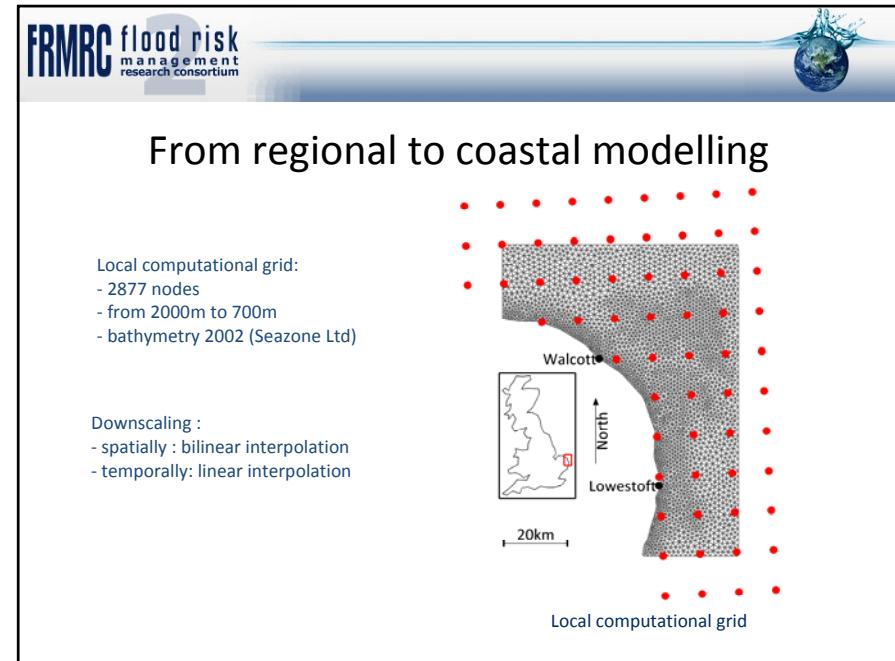 FRMRC flood risk
management
research consortium
2
From regional to coastal modelling
Local computational grid:
- 2877 nodes
- from 2000m to 700m
- bathymetry 2002 (Seazone Ltd)
Downscaling :
- spatially : bilinear interpolation
- temporally: linear interpolation
Walcott
North
Lowestoft
20km
Local computational grid